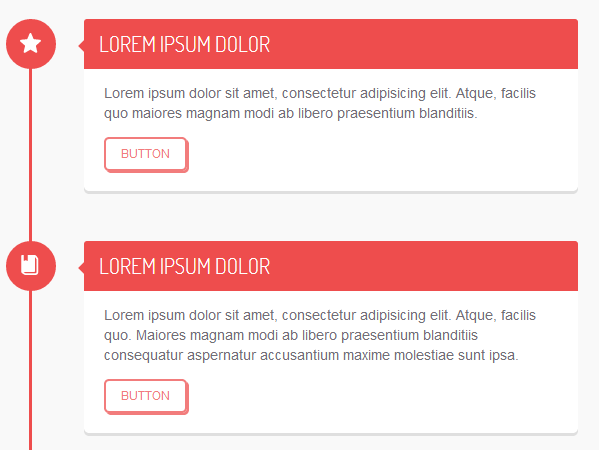 LOREM IPSUM DOLOR
Lorem ipsum dolor sit amet, consectetur adipisicing elit. Atque, facilis
quo maiores magnam modi ab libero praesentium blanditiis.
BUTTON
LOREM IPSUM DOLOR
Lorem ipsum dolor sit amet, consectetur adipisicing elit. Atque, facilis
quo. Maiores magnam modi ab libero praesentium blanditiis
consequatur aspernatur accusantium maxime molestiae sunt ipsa.
BUTTON